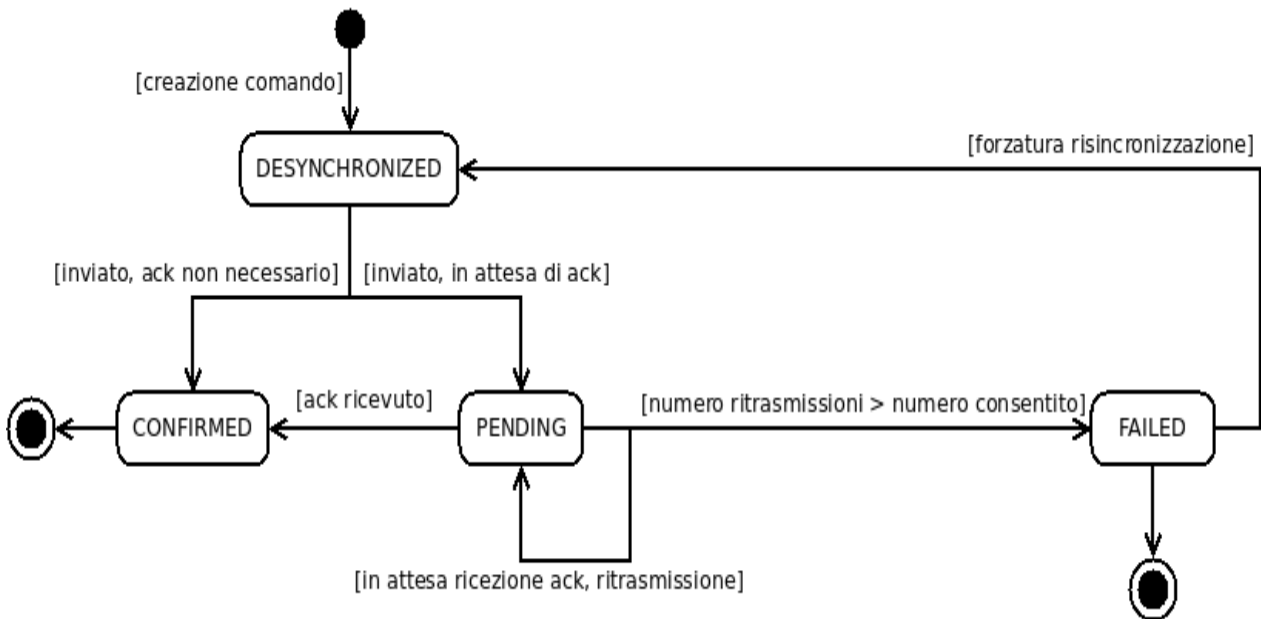 [creazione comando]
DESYNCHRONIZED
[forzatura risincronizzazione]
[inviato, ack non necessario]
[inviato, in attesa di ack]
CONFIRMED
[ack ricevuto]
PENDING
[numero ritrasmissioni > numero consentito]
FAILED
[in attesa ricezione ack, ritrasmissione]